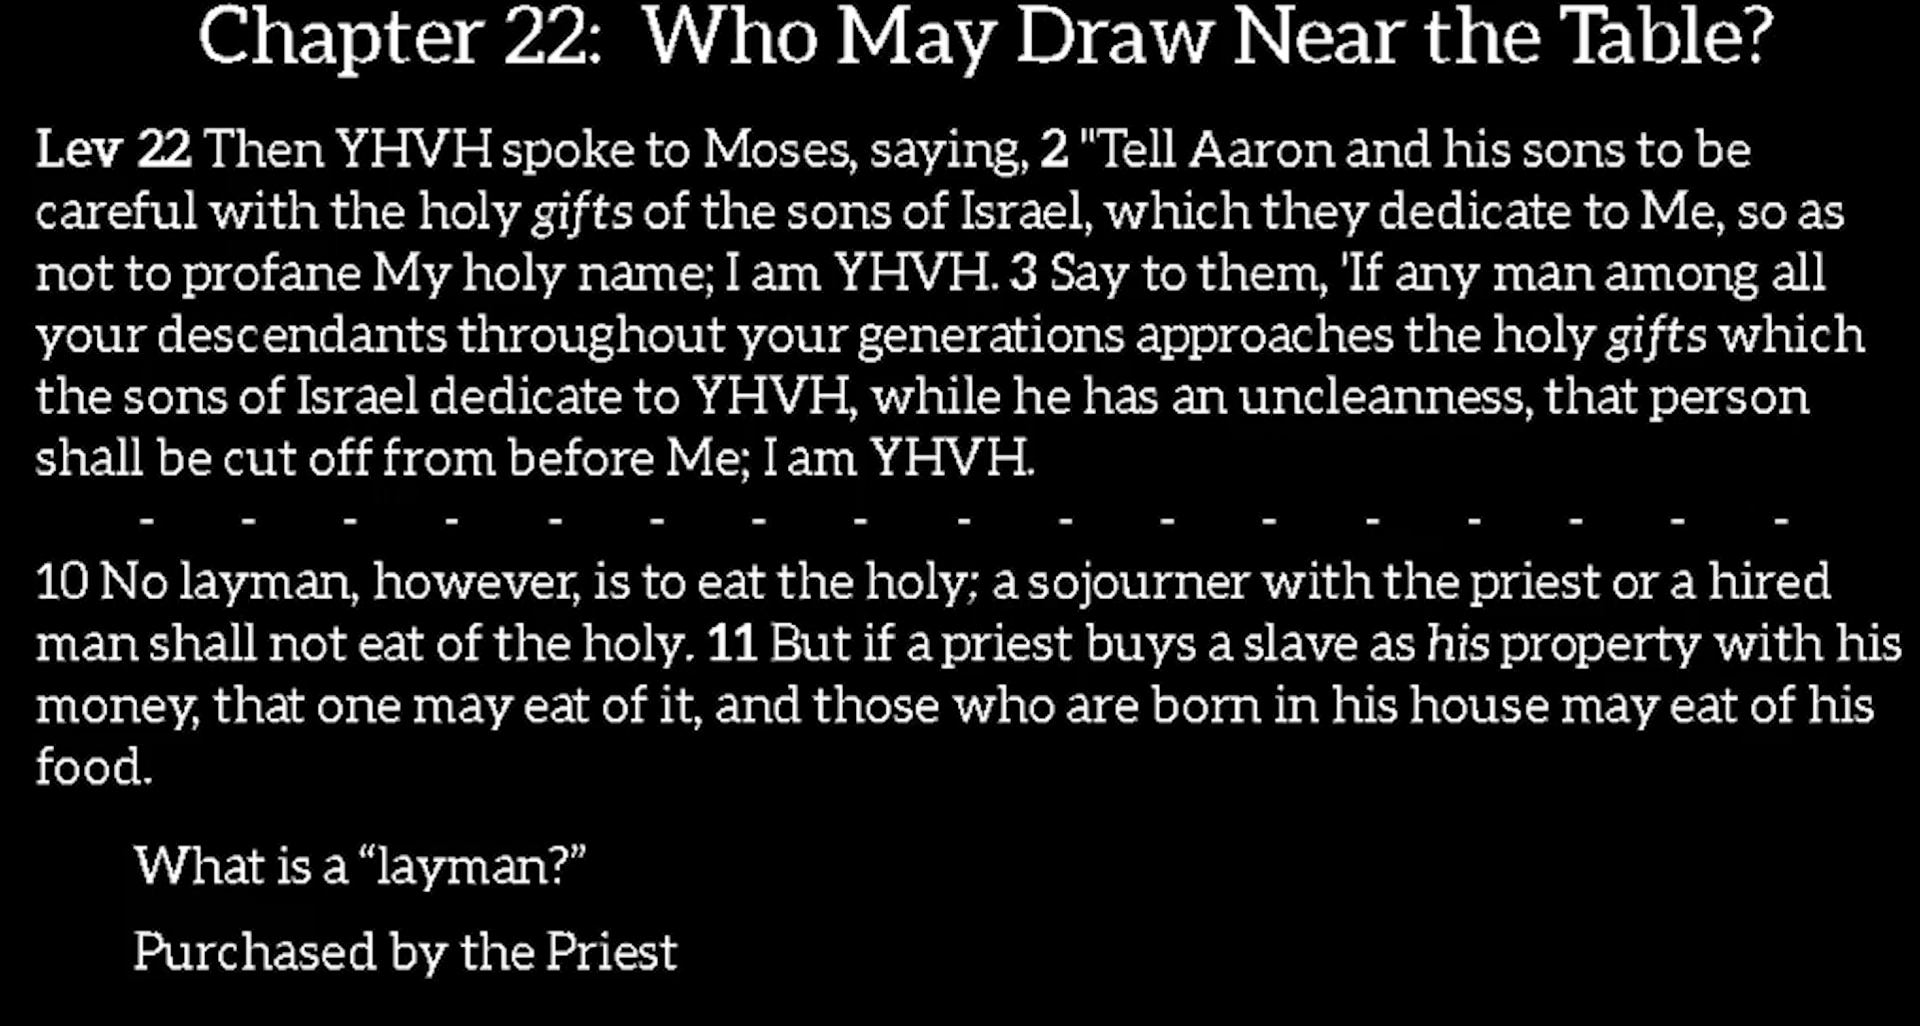 Chapter 22: Who May Draw Near the Table?
Lev 22 Then YHVH spoke to Moses, saying, 2 "Tell Aaron and his sons to be
careful with the holy gifts of the sons of Israel, which they dedicate to Me, so as
not to profane My holy name; I am YHVH. 3 Say to them, 'If any man among all
your descendants throughout your generations approaches the holy gifts which
the sons of Israel dedicate to YHVH, while he has an uncleanness, that person
shall be cut off from before Me; I am YHVH.
- - - - - - - - - - - - - - - - -
10 No layman, however, is to eat the holy; a sojourner with the priest or a hired
man shall not eat of the holy. 11 But if a priest buys a slave as his property with his
money, that one may eat of it, and those who are born in his house may eat of his
food.
What is a “layman?”
Purchased by the Priest